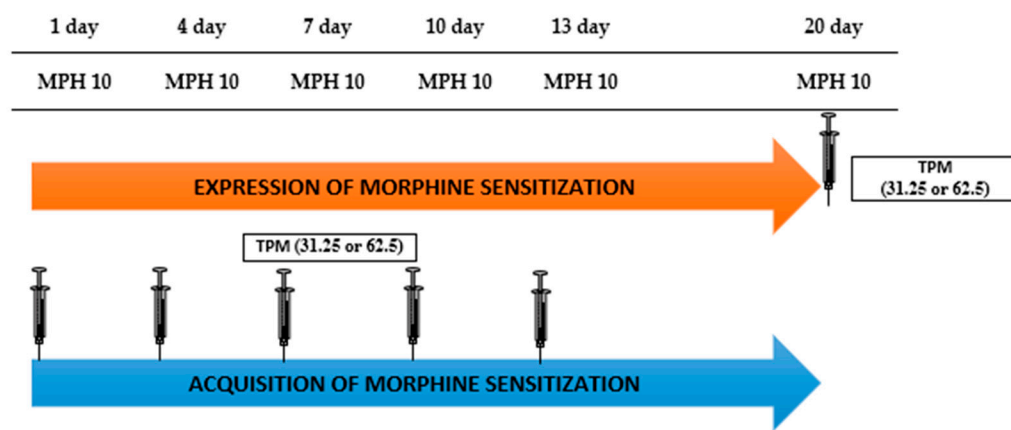 1 day 4 day 7 day 10 day 13 day 20 day
MPH 10 MPH 10 MPH 10 MPH 10 MPH 10 MPH 10
EXPRESSION OF MORPHINE SENSITIZATION
TPM
(31.25 or 62.5)
TPM (31.25 or 62.5)
ACQUISITION OF MORPHINE SENSITIZATION